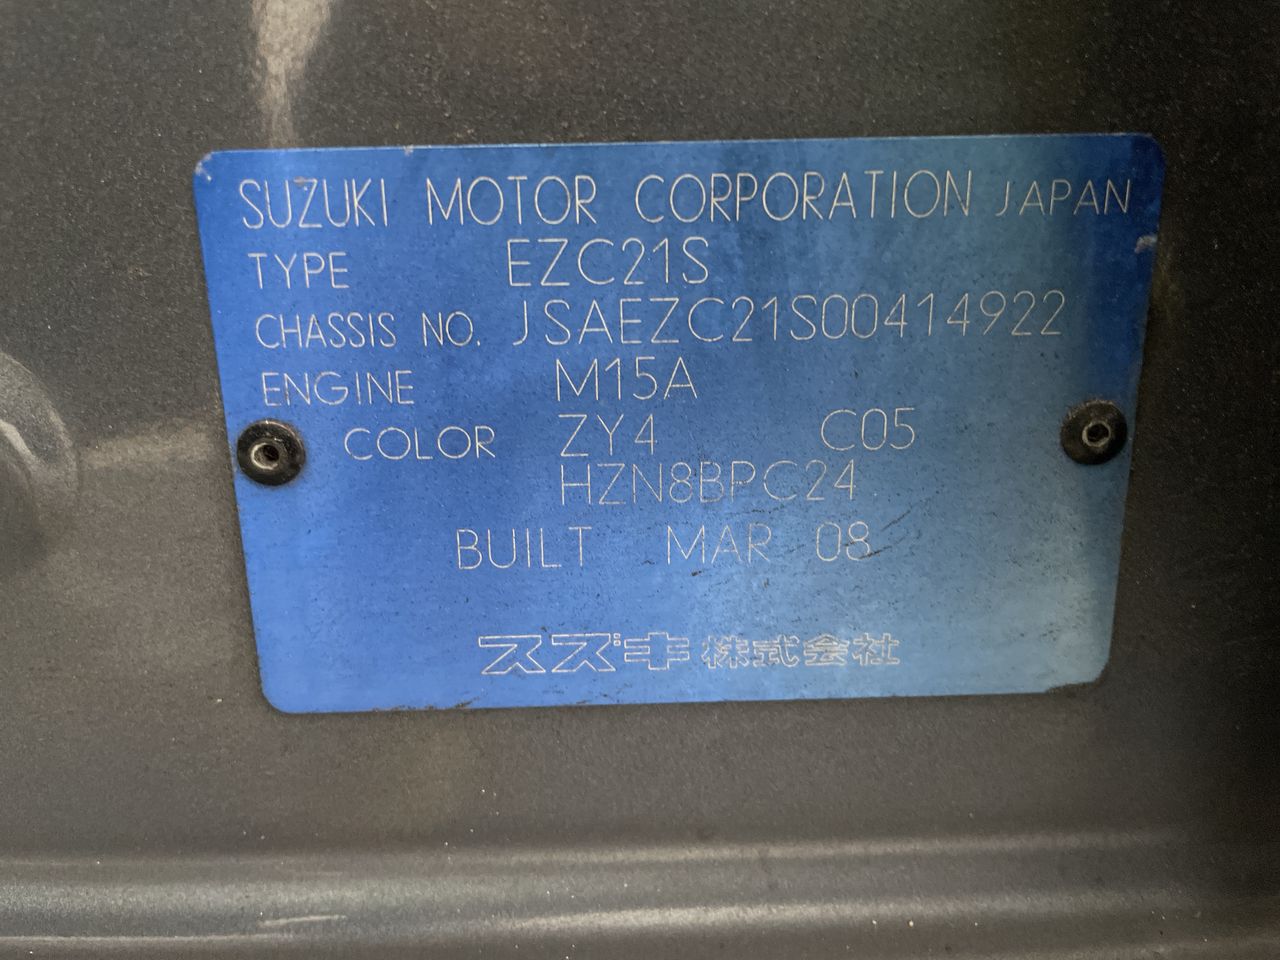 SUZUKI MOTOR CORPORATION JAPAN
TYPE EZC21S
CHASSIS NO. JSAEZC21S00414922
ENGINE M15A
COLOR ZY4 C05
HZN8BPC24
BUILT MAR 08
スズキ株式会社